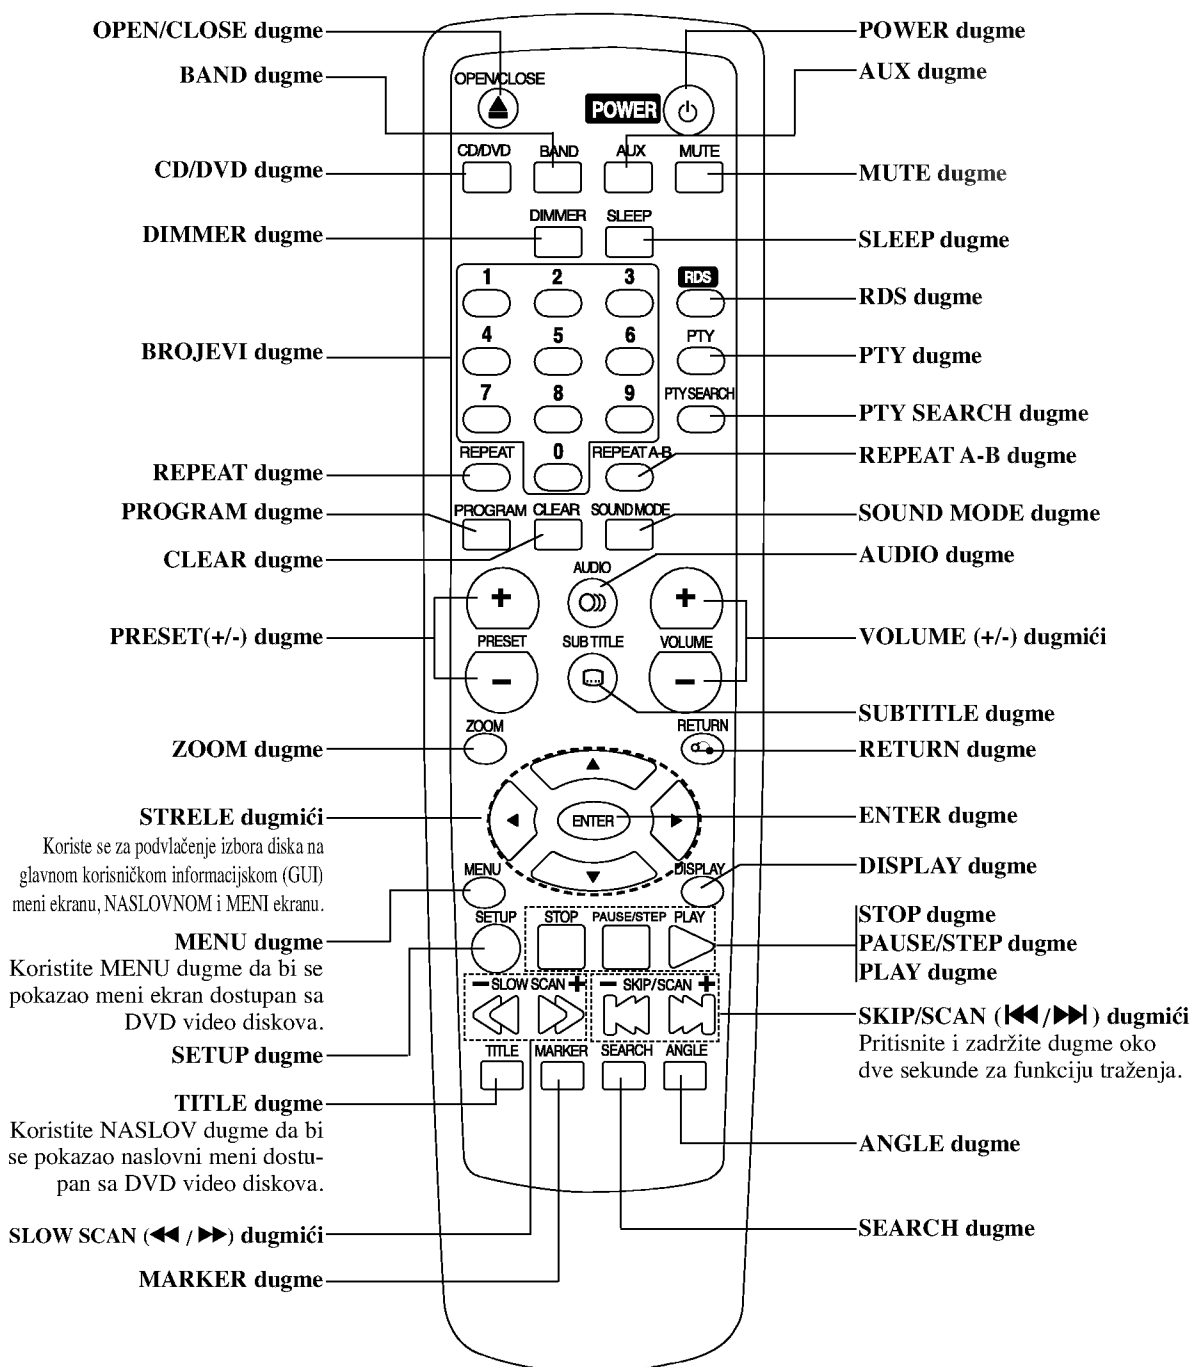 OPEN/CLOSE dugme
BAND dugme
CD/DVD dugme
DIMMER dugme
BROJEVI dugme
REPEAT dugme
PROGRAM dugme
CLEAR dugme
PRESET(+/-) dugme
ZOOM dugme
STRELE dugmići
Koriste se za podvlačenje izbora diska na
glavnom korisničkom informacijskom (GUI)
meni ekranu, NASLOVNOM i MENI ekranu.
MENU dugme
Koristite MENU dugme da bi se
pokazao meni ekran dostupan sa
DVD video diskova.
SETUP dugme
TITLE dugme
Koristite NASLOV dugme da bi
se pokazao naslovni meni dostu-
pan sa DVD video diskova.
SLOW SCAN (◀◀ / ▶▶) dugmići
MARKER dugme
OPEN/CLOSE
POWER
CD/DVD BAND AUX MUTE
DIMMER SLEEP
1 2 3 RDS
4 5 6 PTY
7 8 9 PTY SEARCH
REPEAT 0 REPEAT A-B
PROGRAM CLEAR SOUND MODE
AUDIO
+ +
PRESET SUB TITLE VOLUME
− −
ZOOM RETURN
ENTER
MENU DISPLAY
SETUP STOP PAUSE/STEP PLAY
− SLOW SCAN + − SKIP/SCAN +
TITLE MARKER SEARCH ANGLE
POWER dugme
AUX dugme
MUTE dugme
SLEEP dugme
RDS dugme
PTY dugme
PTY SEARCH dugme
REPEAT A-B dugme
SOUND MODE dugme
AUDIO dugme
VOLUME (+/-) dugmići
SUBTITLE dugme
RETURN dugme
ENTER dugme
DISPLAY dugme
STOP dugme
PAUSE/STEP dugme
PLAY dugme
SKIP/SCAN (|◀◀ / ▶▶|) dugmići
Pritisnite i zadržite dugme oko
dve sekunde za funkciju traženja.
ANGLE dugme
SEARCH dugme